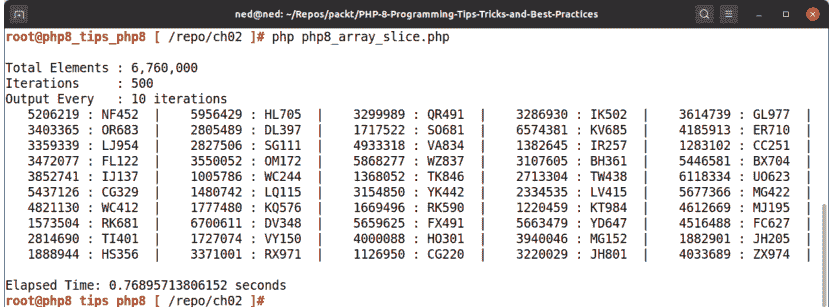 ned@ned: ~/Repos/packt/PHP-8-Programming-Tips-Tricks-and-Best-Practices
root@php8_tips_php8 [ /repo/ch02 ]# php php8_array_slice.php
Total Elements : 6,760,000
Iterations : 500
Output Every : 10 iterations
5206219 : NF452 | 5956429 : HL705 | 3299989 : QR491 | 3286930 : IK502 | 3614739 : GL977 |
3403365 : OR683 | 2805489 : DL397 | 1717522 : SO681 | 6574381 : KV685 | 4185913 : ER710 |
3359339 : LJ954 | 2827506 : SG111 | 4933318 : VA834 | 1382645 : IR257 | 1283102 : CC251 |
3472077 : FL122 | 3550052 : OM172 | 5868277 : WZ837 | 3107605 : BH361 | 5446581 : BX704 |
3852741 : IJ137 | 1005786 : WC244 | 1368052 : TK846 | 2713304 : TW438 | 6118334 : UO623 |
5437126 : CG329 | 1480742 : LQ115 | 3154850 : YK442 | 2334535 : LV415 | 5677366 : MG422 |
4821130 : WC412 | 1777480 : KQ576 | 1669496 : RK590 | 1220459 : KT984 | 4612669 : MJ195 |
1573504 : RK681 | 6700611 : DV348 | 5659625 : FX491 | 5663479 : YD647 | 4516488 : FC627 |
2814690 : TI401 | 1727074 : VY150 | 4000088 : HO301 | 3940046 : MG152 | 1882901 : JH205 |
1888944 : HS356 | 3371001 : RX971 | 1126950 : CG220 | 3220029 : JH801 | 4033689 : ZX974 |
Elapsed Time: 0.76895713806152 seconds
root@php8_tips_php8 [ /repo/ch02 ]#